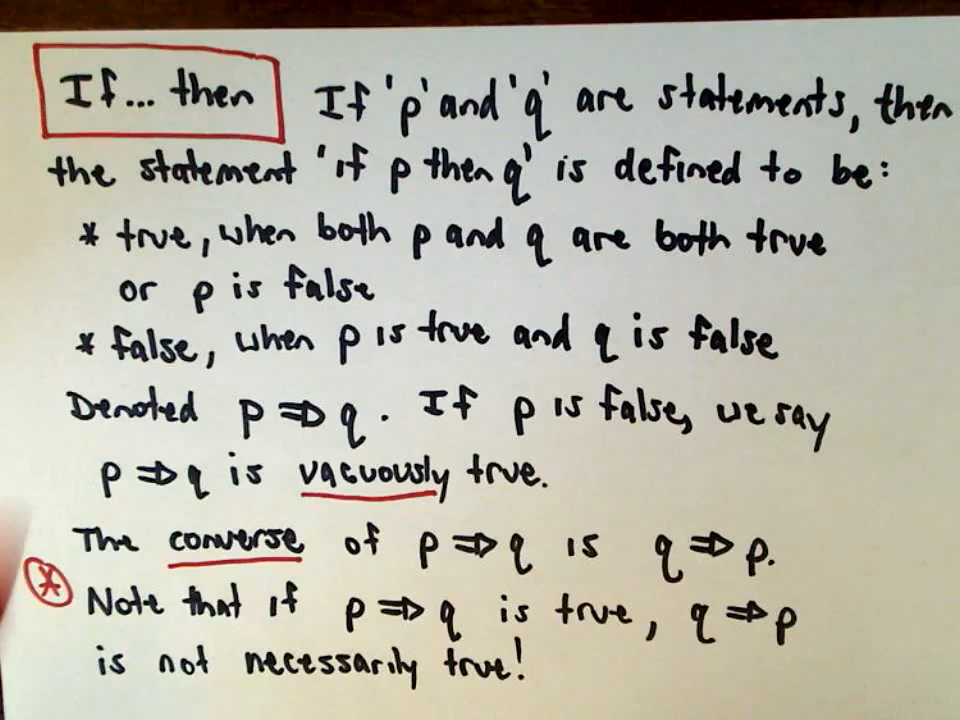 If... then If 'p' and 'q' are statements, then
the statement 'if p then q' is defined to be:
* true, when both p and q are both true
or p is false
* false, when p is true and q is false
Denoted p ⇒ q. If p is false, we say
p ⇒ q is vacuously true.
The converse of p ⇒ q is q ⇒ p.
* Note that if p ⇒ q is true, q ⇒ p
is not necessarily true!